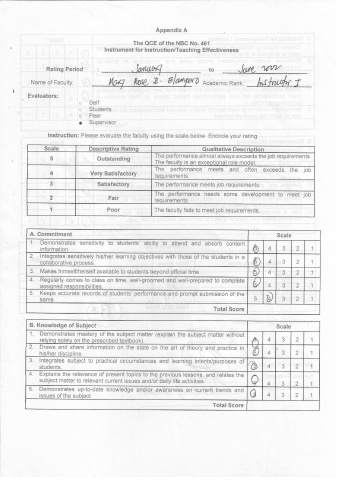 Appendix A
The QCE of the NBC No. 461
Instrument for Instruction/Teaching Effectiveness
Rating Period: January to June 2022
Name of Faculty: Mary Rose B. Academic Rank: Instructor I
Evaluators:
Self
Students
Peer
Supervisor
Instruction: Please evaluate the faculty using the scale below. Encircle your rating.
Scale Descriptive Rating Qualitative Description
5 Outstanding The performance almost always exceeds the job requirements.
The faculty is an exceptional role model.
4 Very Satisfactory The performance meets and often exceeds the job
requirements.
3 Satisfactory The performance meets job requirements.
2 Fair The performance needs some development to meet job
requirements.
1 Poor The faculty fails to meet job requirements.
A. Commitment Scale
1. Demonstrates sensitivity to students' ability to attend and absorb content
information. 5 4 3 2 1
2. Integrates sensitively his/her learning objectives with those of the students in a
collaborative process. 5 4 3 2 1
3. Makes himself/herself available to students beyond official time. 5 4 3 2 1
4. Regularly comes to class on time, well-groomed and well-prepared to complete
assigned responsibilities. 5 4 3 2 1
5. Keeps accurate records of students' performance and prompt submission of the
same. 5 4 3 2 1
Total Score
B. Knowledge of Subject Scale
1. Demonstrates mastery of the subject matter (explain the subject matter without
relying solely on the prescribed textbook). 5 4 3 2 1
2. Draws and share information on the state on the art of theory and practice in
his/her discipline. 5 4 3 2 1
3. Integrates subject to practical circumstances and learning intents/purposes of
students. 5 4 3 2 1
4. Explains the relevance of present topics to the previous lessons, and relates the
subject matter to relevant current issues and/or daily life activities. 5 4 3 2 1
5. Demonstrates up-to-date knowledge and/or awareness on current trends and
issues of the subject. 5 4 3 2 1
Total Score